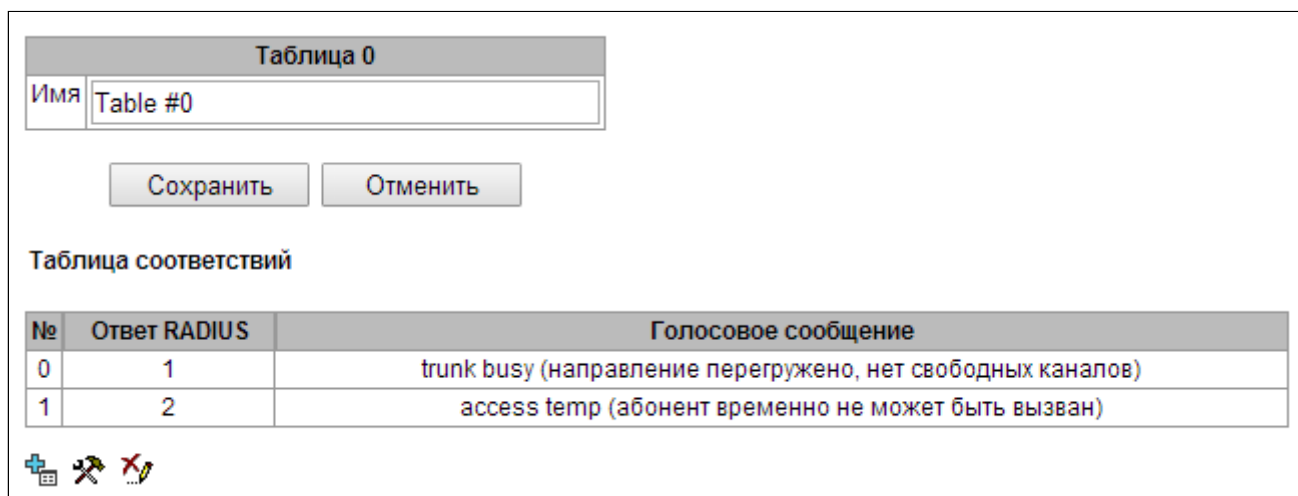 Таблица 0
Имя Table #0
Сохранить Отменить
Таблица соответствий
№ Ответ RADIUS Голосовое сообщение
0 1 trunk busy (направление перегружено, нет свободных каналов)
1 2 access temp (абонент временно не может быть вызван)